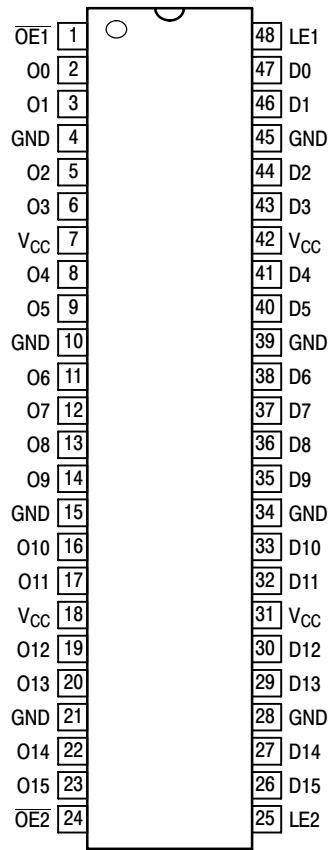 O̅E̅1̅ 1 48 LE1
O0 2 47 D0
O1 3 46 D1
GND 4 45 GND
O2 5 44 D2
O3 6 43 D3
VCC 7 42 VCC
O4 8 41 D4
O5 9 40 D5
GND 10 39 GND
O6 11 38 D6
O7 12 37 D7
O8 13 36 D8
O9 14 35 D9
GND 15 34 GND
O10 16 33 D10
O11 17 32 D11
VCC 18 31 VCC
O12 19 30 D12
O13 20 29 D13
GND 21 28 GND
O14 22 27 D14
O15 23 26 D15
O̅E̅2̅ 24 25 LE2